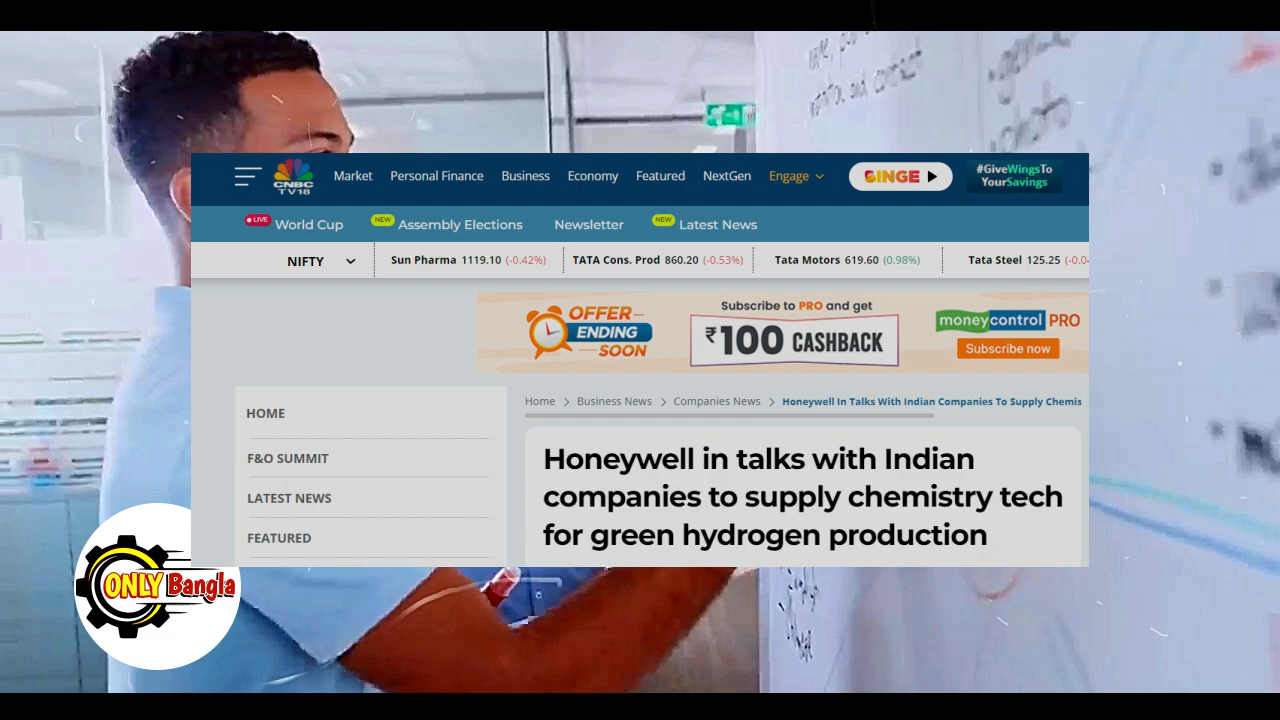 CNBC
TV18
Market
Personal Finance
Business
Economy
Featured
NextGen
Engage
BINGE
#GiveWingsTo
YourSavings
LIVE
World Cup
NEW
Assembly Elections
Newsletter
NEW
Latest News
NIFTY
Sun Pharma 1119.10 (-0.42%)
TATA Cons. Prod 860.20 (-0.53%)
Tata Motors 619.60 (0.98%)
Tata Steel 125.25 (-0.0
OFFER
ENDING
SOON
Subscribe to PRO and get
₹100 CASHBACK
moneycontrol PRO
Subscribe now
HOME
F&O SUMMIT
LATEST NEWS
FEATURED
Home > Business News > Companies News > Honeywell In Talks With Indian Companies To Supply Chemis
Honeywell in talks with Indian
companies to supply chemistry tech
for green hydrogen production
ONLY Bangla